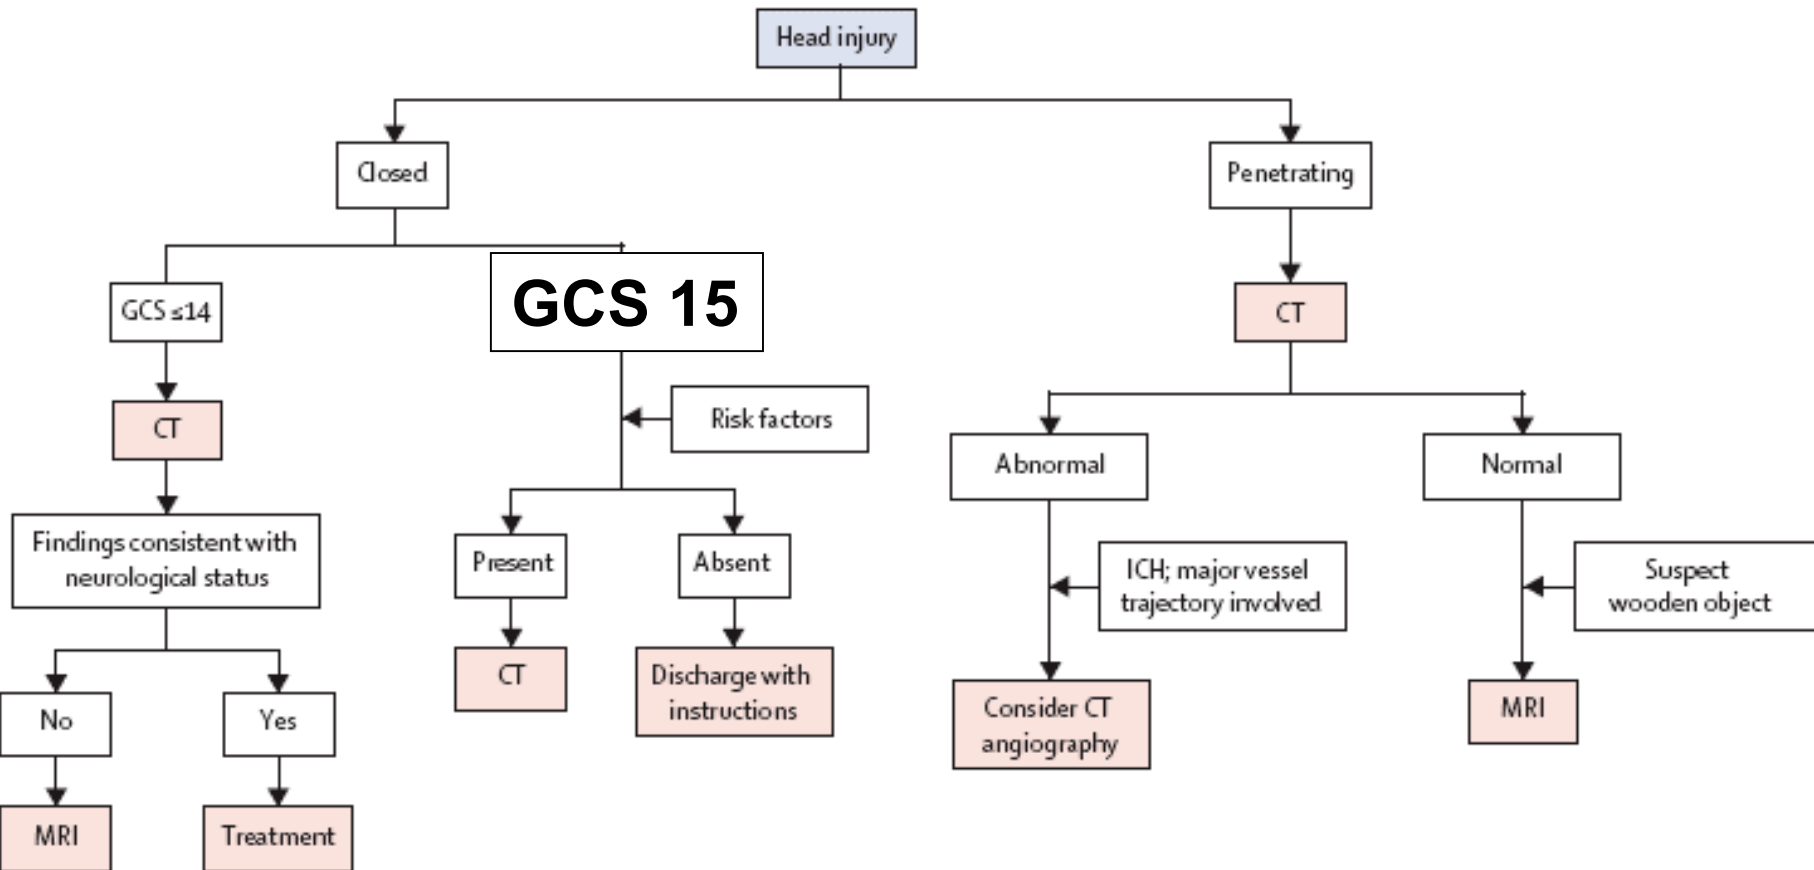 Head injury
Closed
Penetrating
GCS ≤14
GCS 15
CT
Risk factors
CT
Abnormal
Normal
Findings consistent with
neurological status
Present
Absent
ICH; major vessel
trajectory involved
Suspect
wooden object
CT
Discharge with
instructions
Consider CT
angiography
MRI
No
Yes
MRI
Treatment